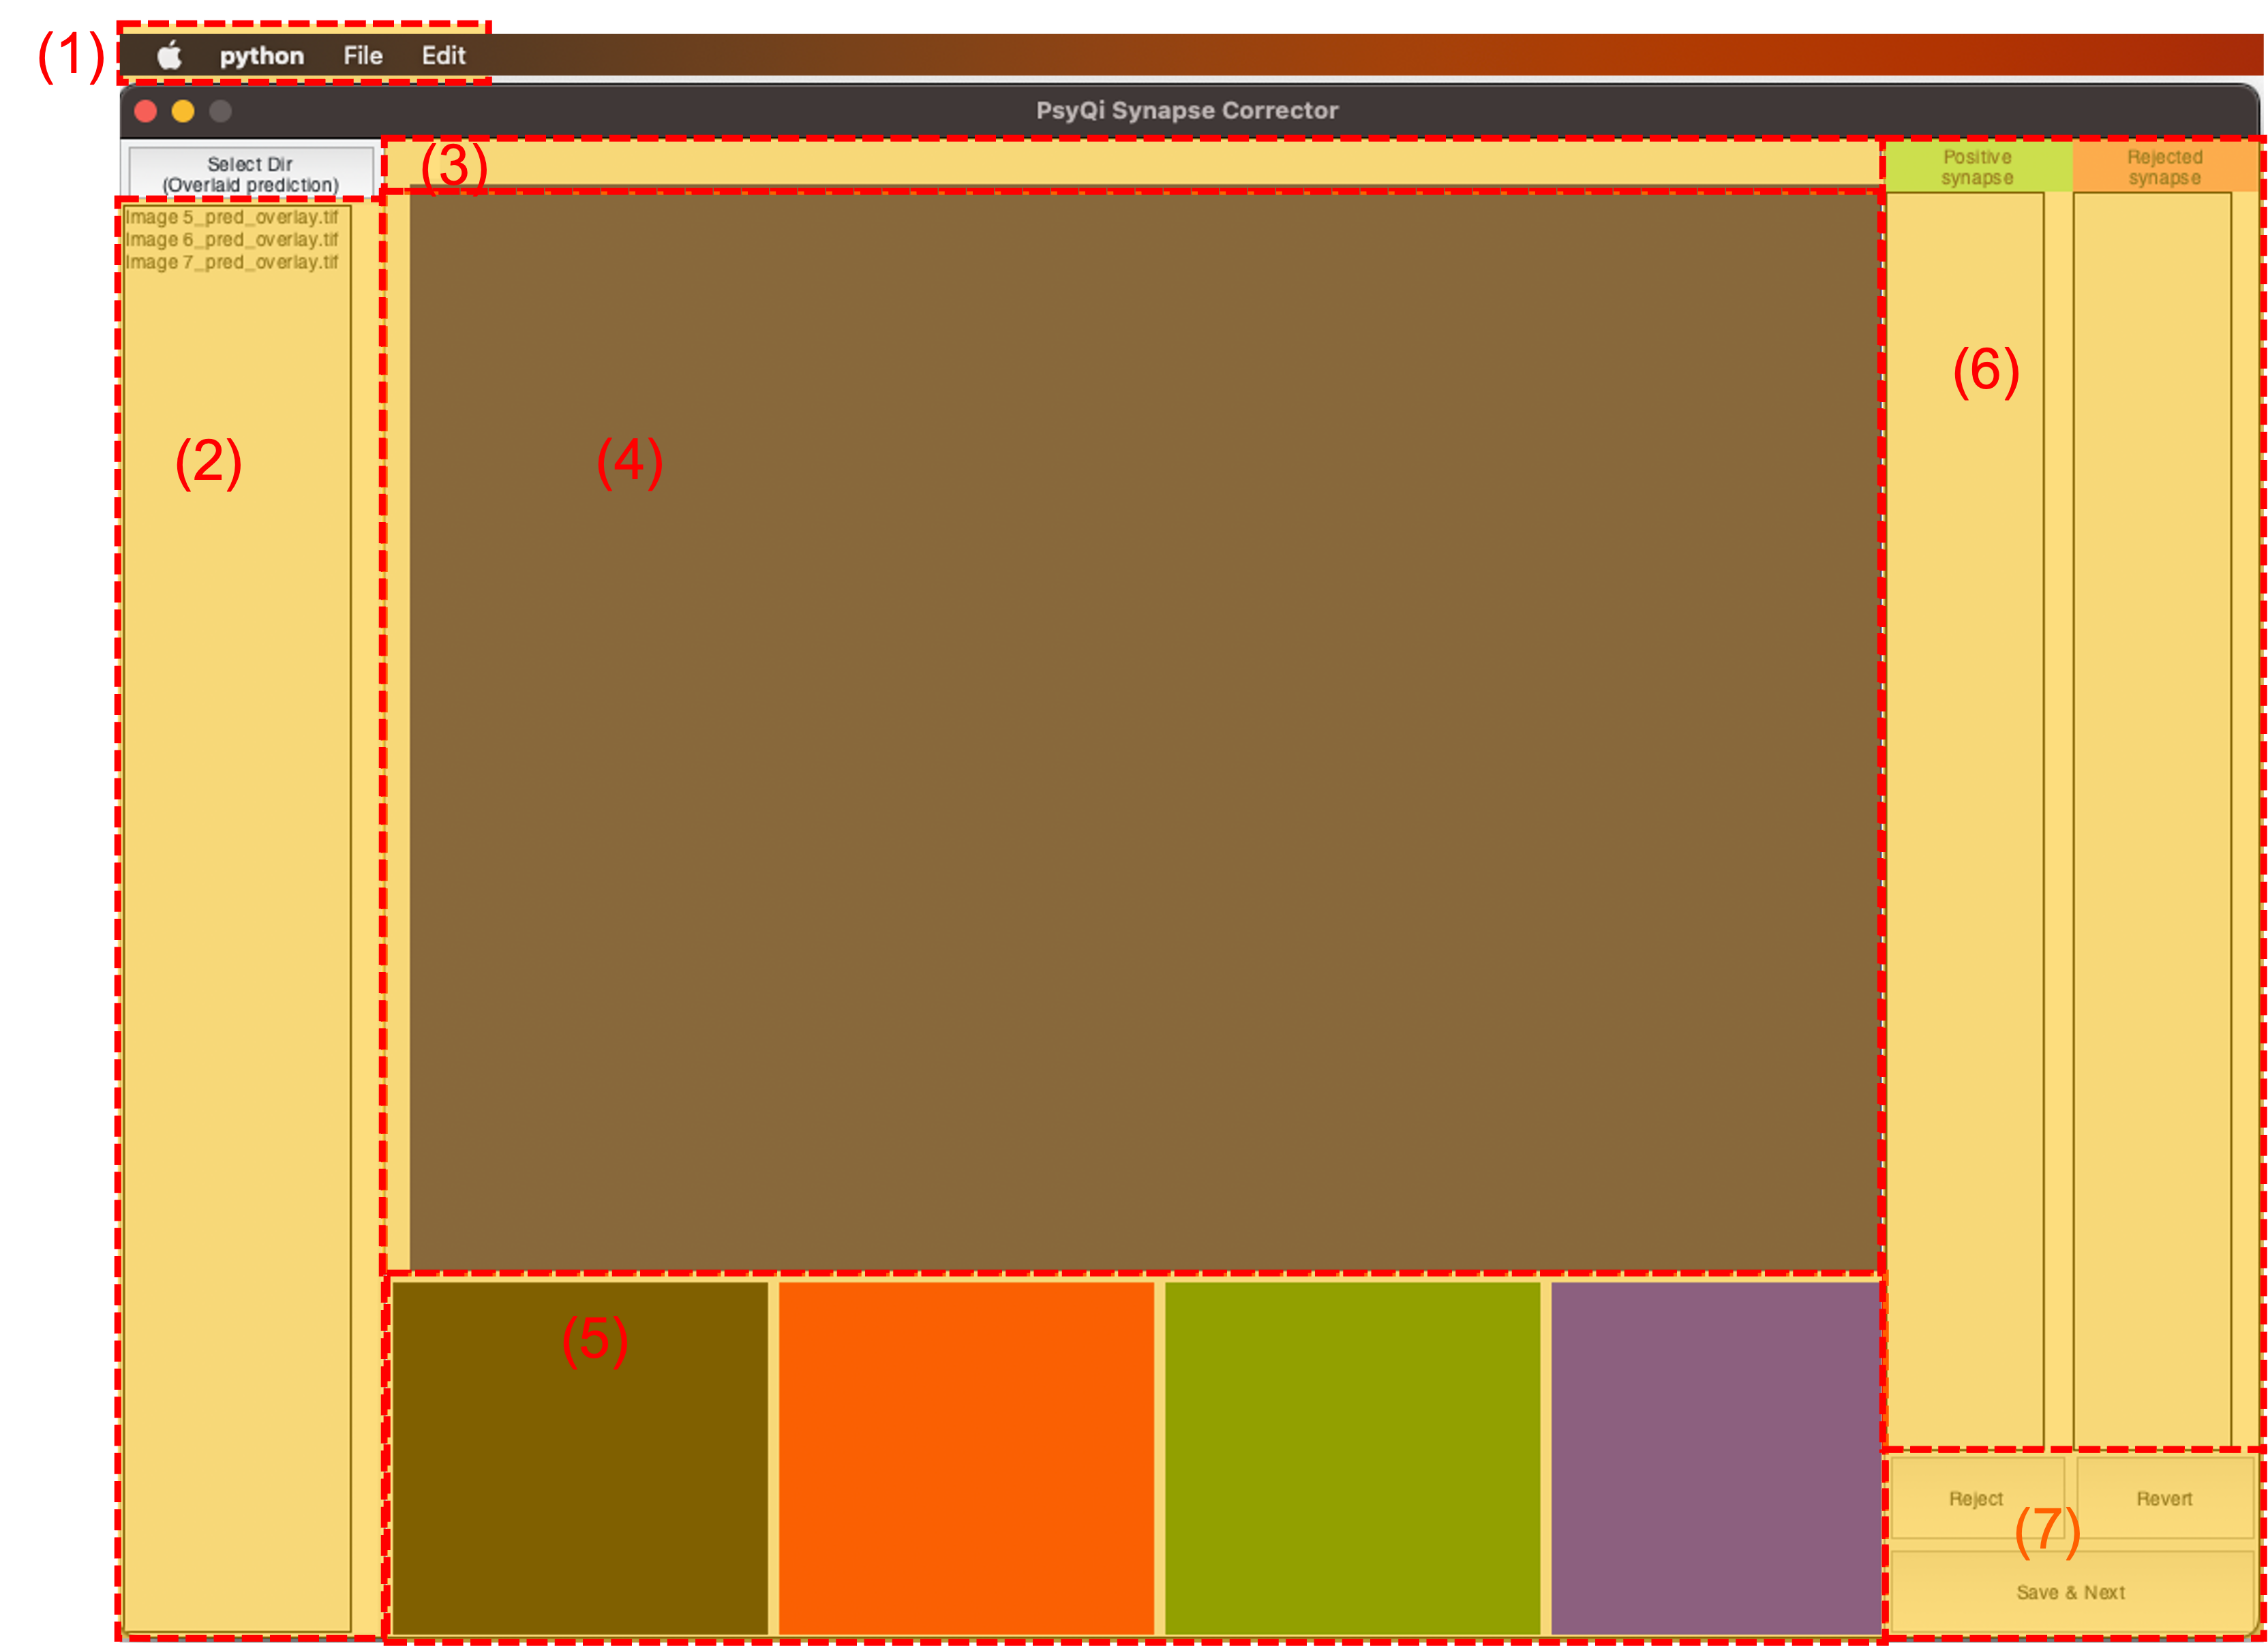 (1)
python File Edit
PsyQi Synapse Corrector
Select Dir
(Overlaid prediction)
(3)
Positive
synapse
Rejected
synapse
Image 5_pred_overlay.tif
Image 6_pred_overlay.tif
Image 7_pred_overlay.tif
(2)
(4)
(6)
(5)
Reject
Revert
(7)
Save & Next